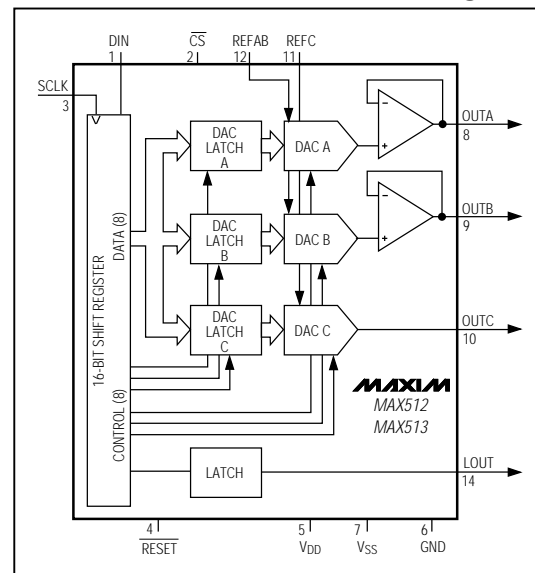 DIN
1
CS
2
REFAB
12
REFC
11
SCLK
3
16-BIT SHIFT REGISTER
DATA (8)
CONTROL (8)
DAC
LATCH
A
DAC A
-
+
OUTA
8
DAC
LATCH
B
DAC B
-
+
OUTB
9
DAC
LATCH
C
DAC C
OUTC
10
MAXIM
MAX512
MAX513
LATCH
LOUT
14
4
RESET
5
VDD
7
VSS
6
GND